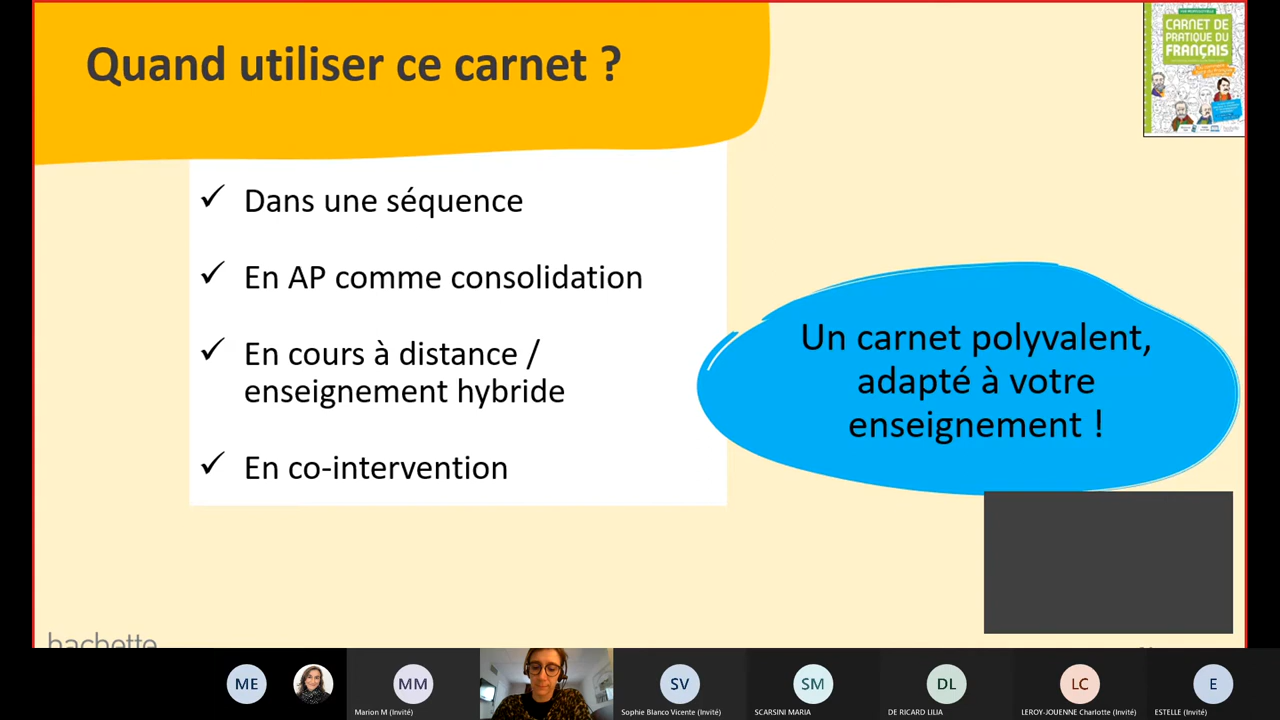 Quand utiliser ce carnet ?
CARNET DE
PRATIQUE DU
FRANÇAIS
✓ Dans une séquence
✓ En AP comme consolidation
✓ En cours à distance /
enseignement hybride
✓ En co-intervention
Un carnet polyvalent,
adapté à votre
enseignement !
hachette
ME
MM
SV
SM
DL
LC
E
Marion M (Invité)
Sophie Blanco Vicente (Invité)
SCARSINI MARIA
DE RICARD LILIA
LEROY-JOUENNE Charlotte (Invité)
ESTELLE (Invité)